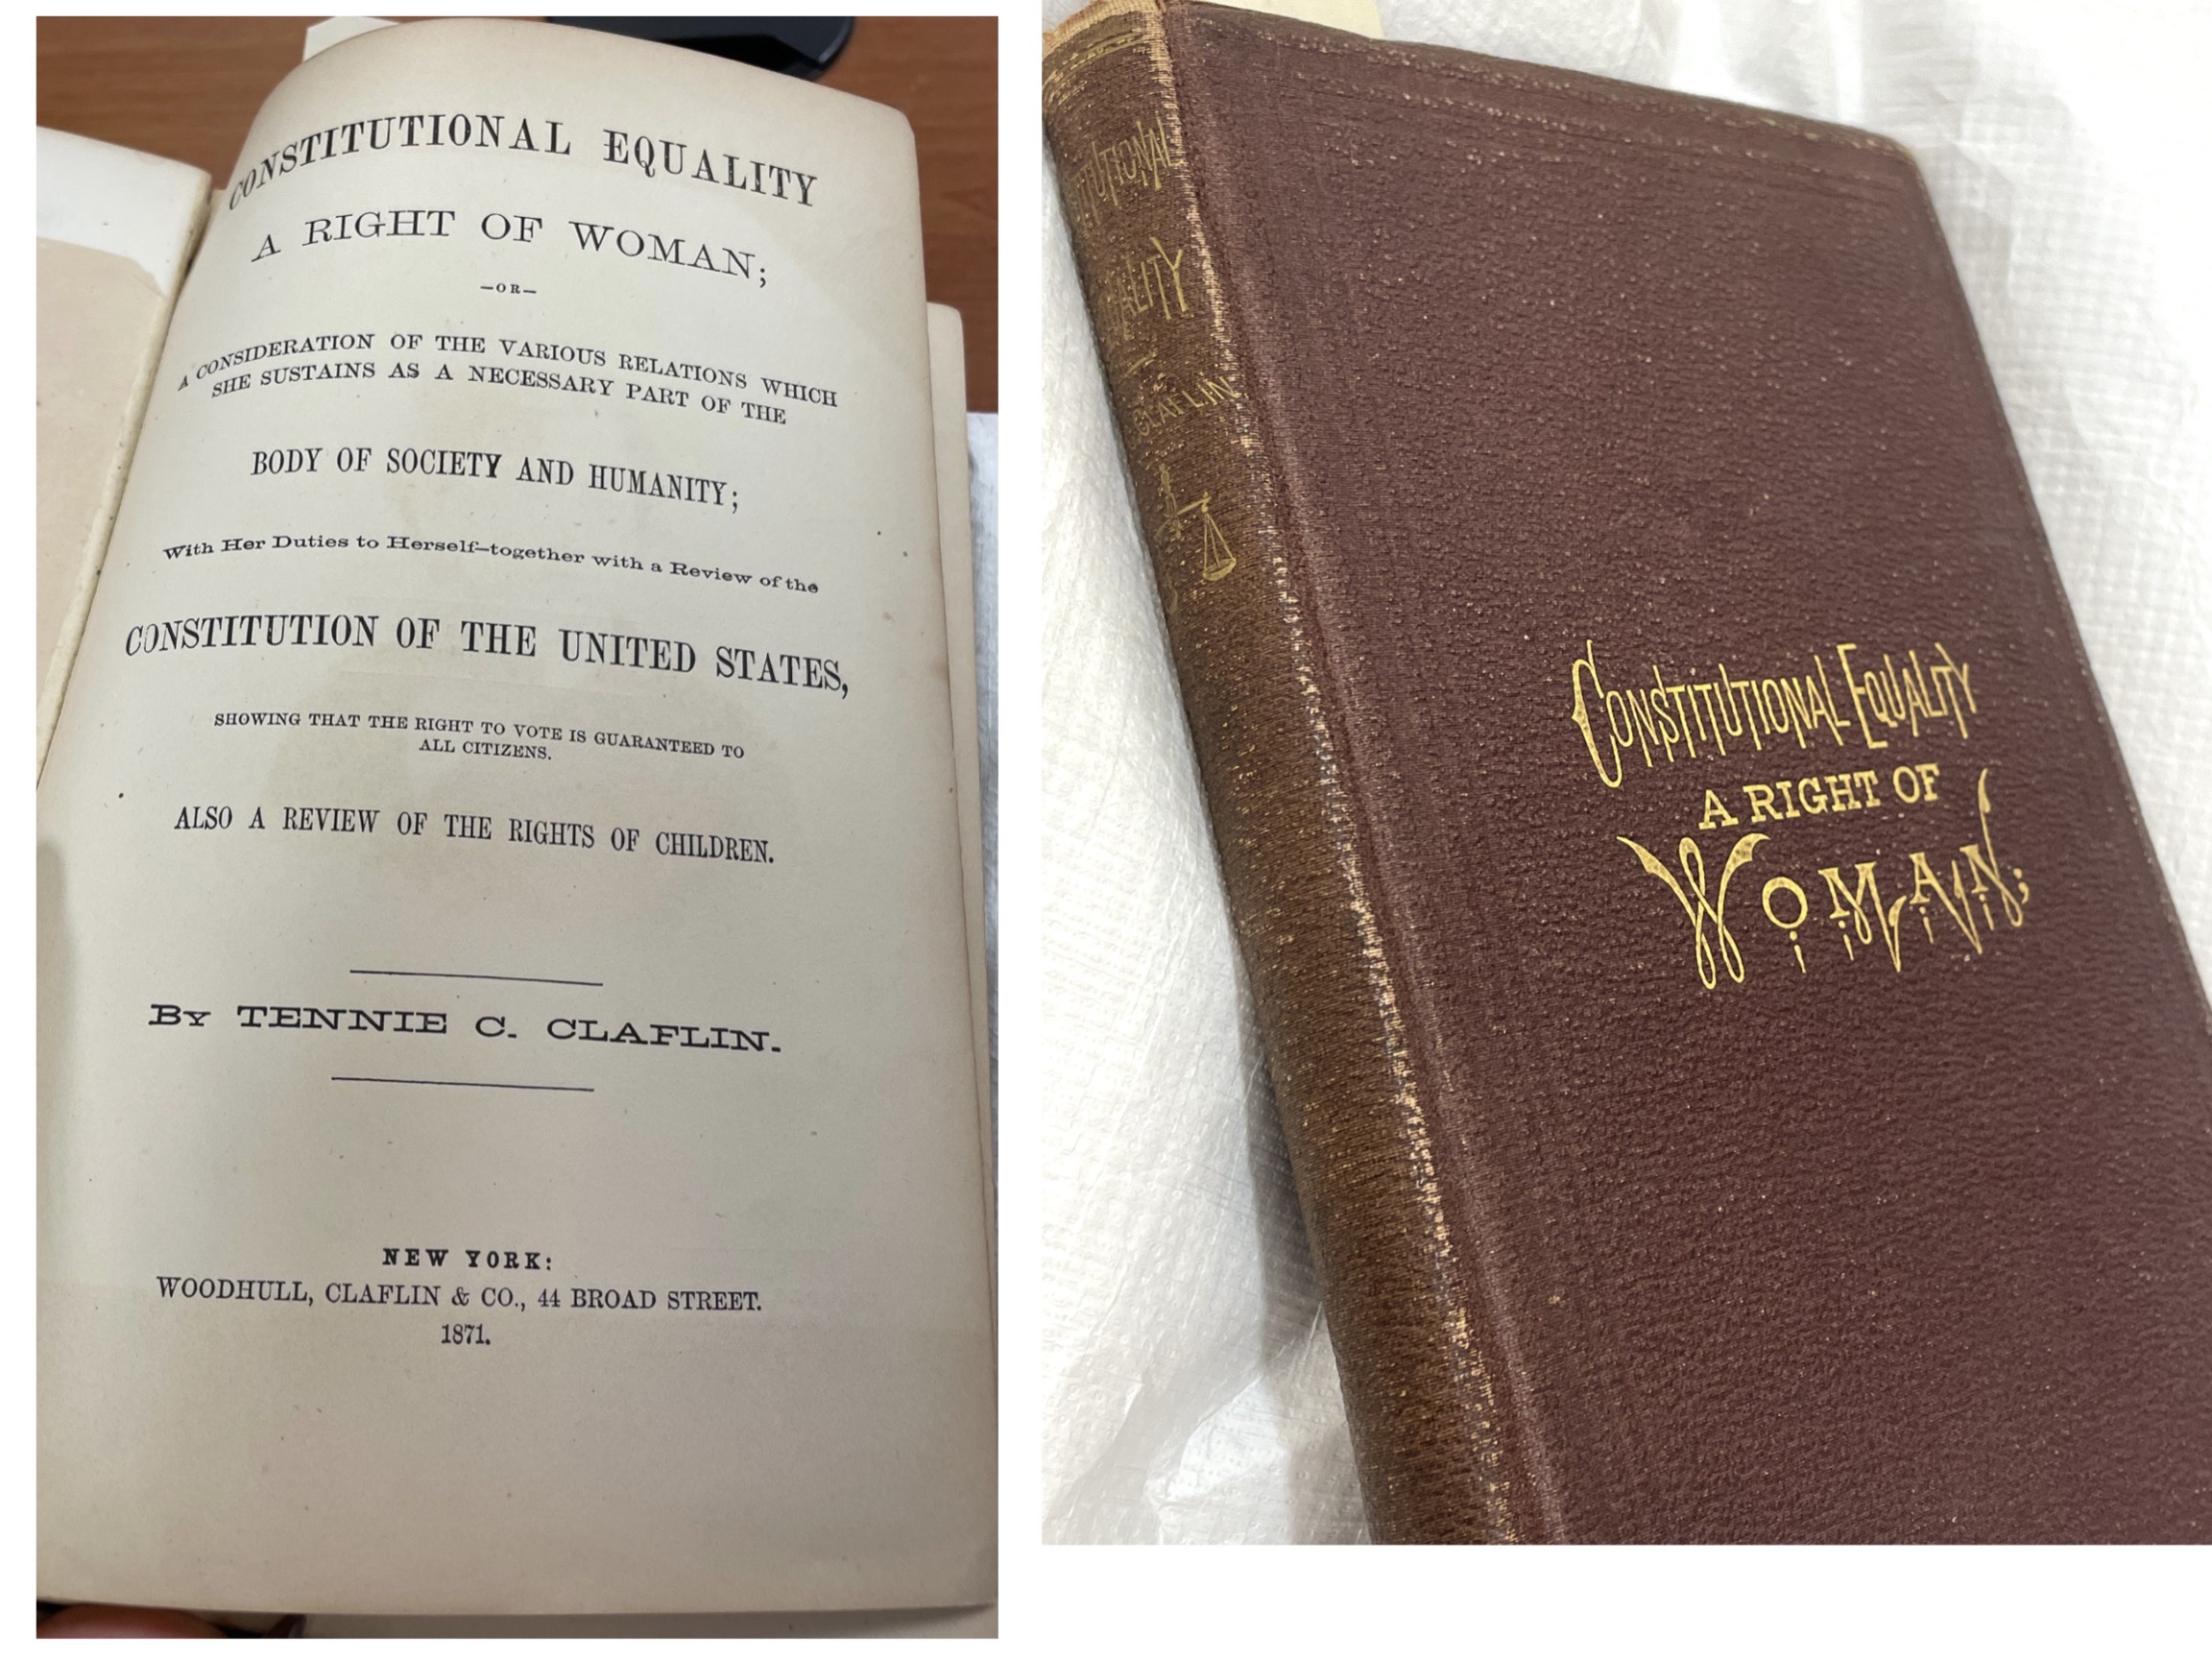 CONSTITUTIONAL EQUALITY
A RIGHT OF WOMAN;
—OR—
A CONSIDERATION OF THE VARIOUS RELATIONS WHICH
SHE SUSTAINS AS A NECESSARY PART OF THE
BODY OF SOCIETY AND HUMANITY;
With Her Duties to Herself—together with a Review of the
CONSTITUTION OF THE UNITED STATES,
SHOWING THAT THE RIGHT TO VOTE IS GUARANTEED TO
ALL CITIZENS.
ALSO A REVIEW OF THE RIGHTS OF CHILDREN.
BY TENNIE C. CLAFLIN.
NEW YORK:
WOODHULL, CLAFLIN & CO., 44 BROAD STREET.
1871.
CLAFLIN
CONSTITUTIONAL EQUALITY
A RIGHT OF
WOMAN;